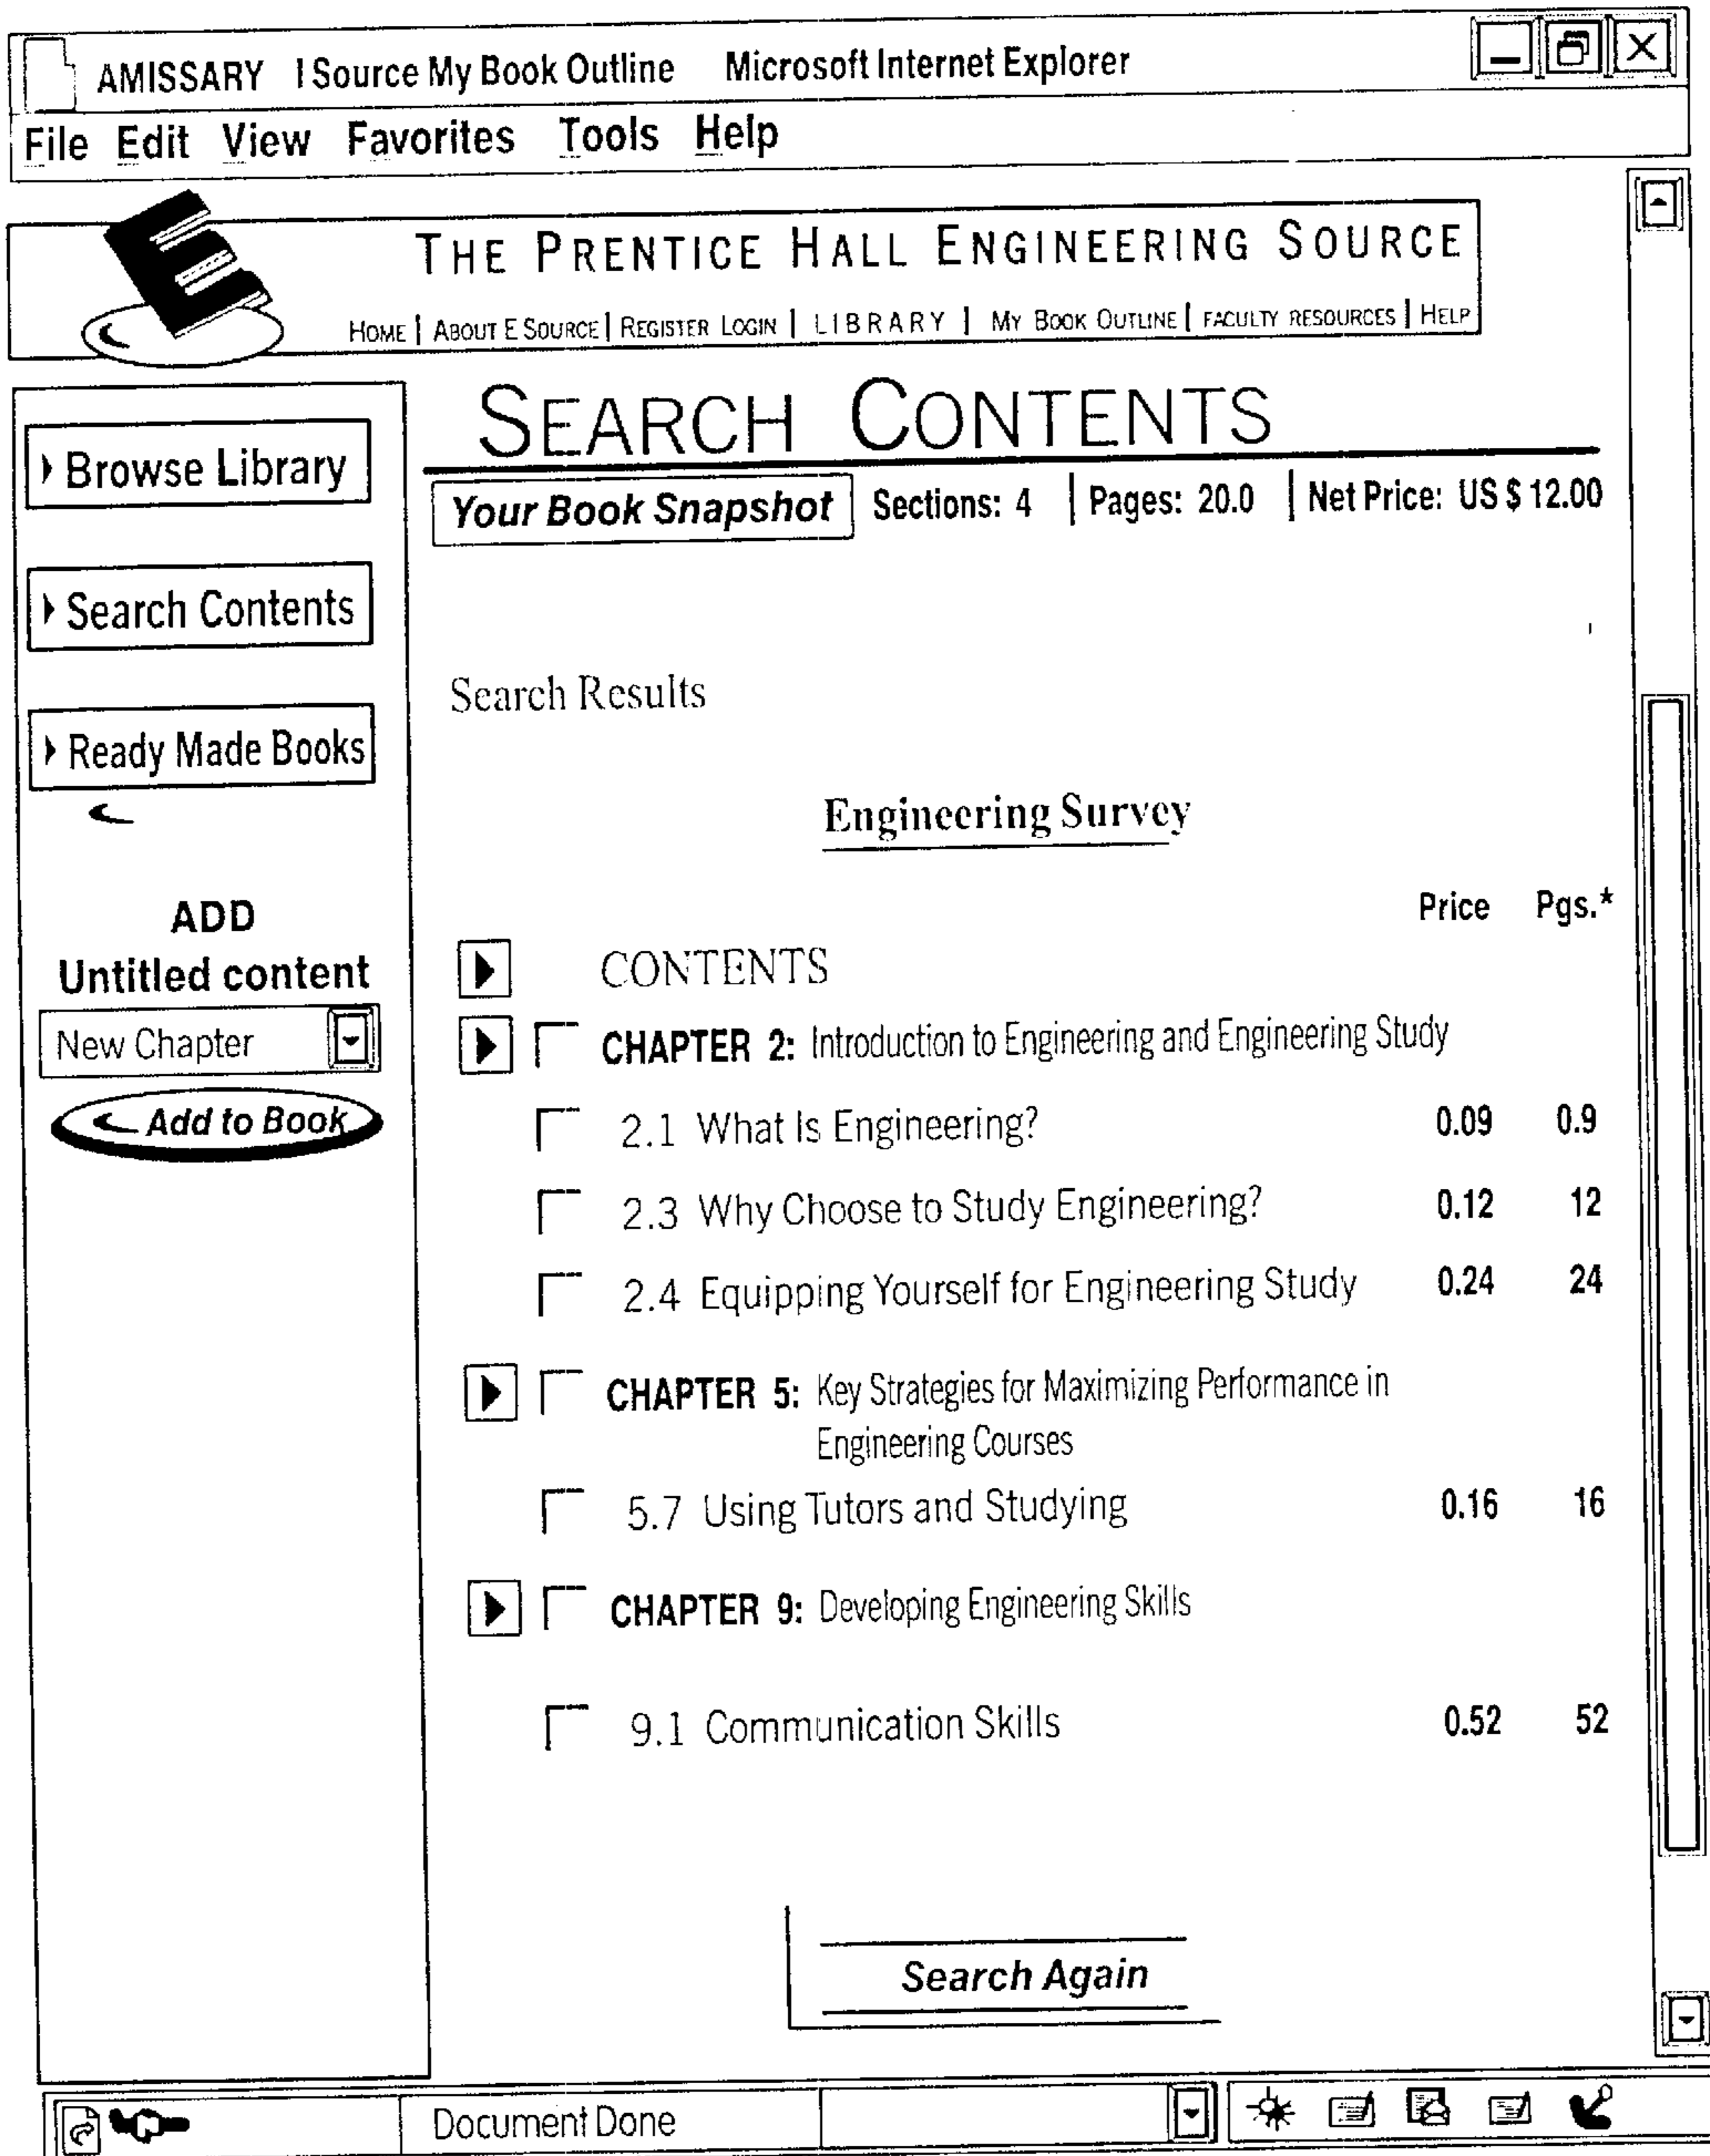 AMISSARY I Source My Book Outline Microsoft Internet Explorer
File Edit View Favorites Tools Help
THE PRENTICE HALL ENGINEERING SOURCE
HOME | ABOUT E SOURCE | REGISTER LOGIN | LIBRARY | MY BOOK OUTLINE | FACULTY RESOURCES | HELP
Browse Library
Search Contents
Ready Made Books
ADD
Untitled content
New Chapter
Add to Book
SEARCH CONTENTS
Your Book Snapshot Sections: 4 | Pages: 20.0 | Net Price: US $ 12.00
Search Results
Engineering Survey
Price Pgs.*
CONTENTS
CHAPTER 2: Introduction to Engineering and Engineering Study
2.1 What Is Engineering? 0.09 0.9
2.3 Why Choose to Study Engineering? 0.12 12
2.4 Equipping Yourself for Engineering Study 0.24 24
CHAPTER 5: Key Strategies for Maximizing Performance in
Engineering Courses
5.7 Using Tutors and Studying 0.16 16
CHAPTER 9: Developing Engineering Skills
9.1 Communication Skills 0.52 52
Search Again
Document Done